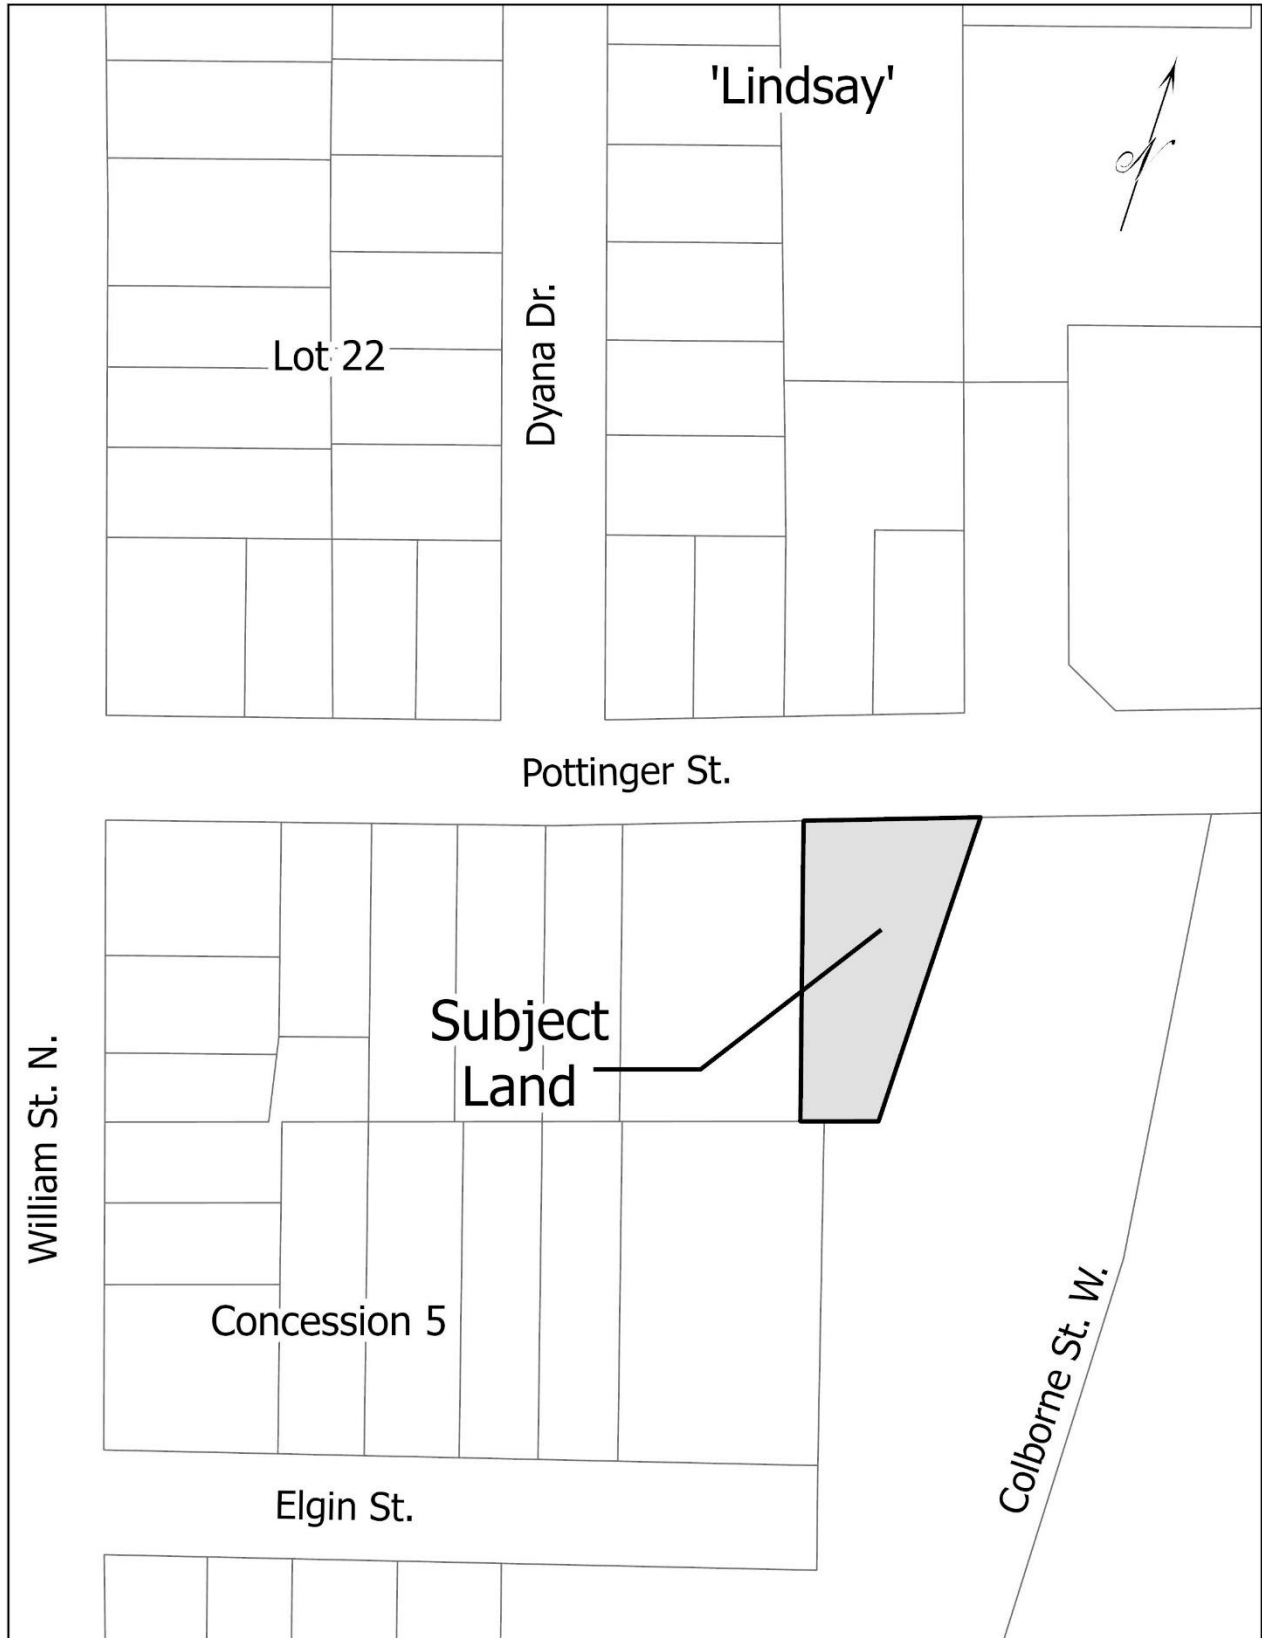 'Lindsay'
N
Lot 22
Dyana Dr.
Pottinger St.
Subject
Land
William St. N.
Concession 5
Colborne St. W.
Elgin St.